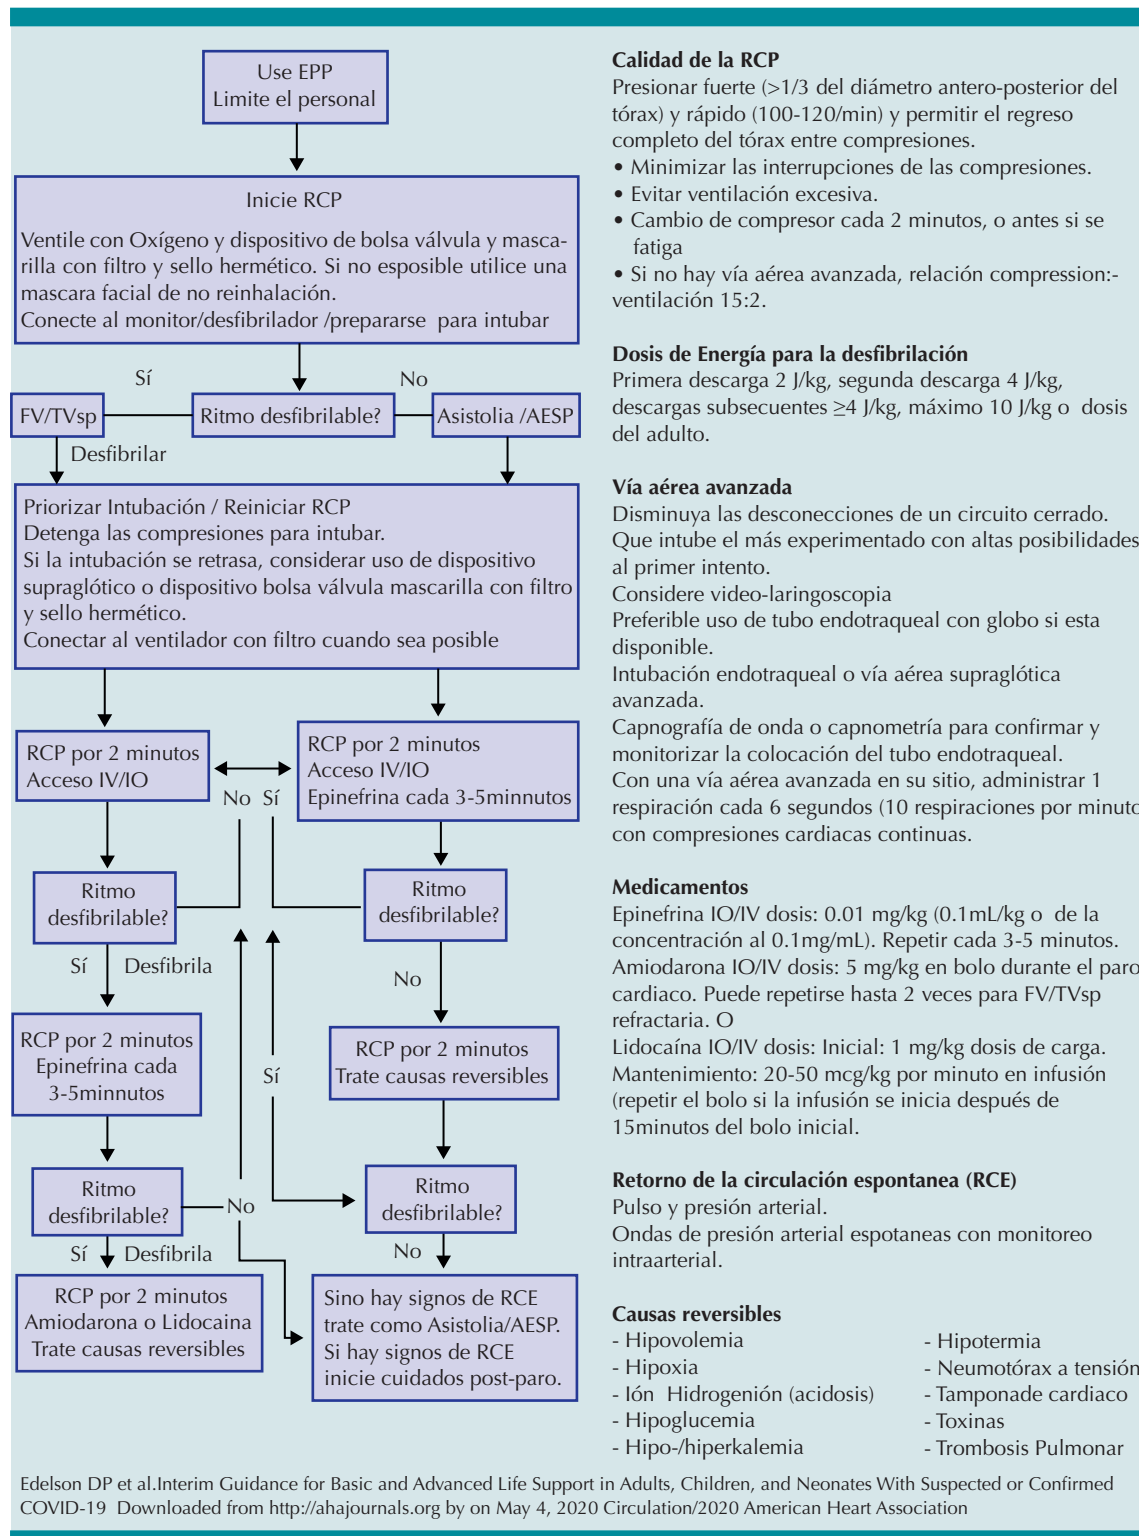 Use EPP
Limite el personal
Inicie RCP
Ventile con Oxígeno y dispositivo de bolsa válvula y masca-
rilla con filtro y sello hermético. Si no esposible utilice una
mascara facial de no reinhalación.
Conecte al monitor/desfibrilador /prepararse para intubar
Sí
No
FV/TVsp
Ritmo desfibrilable?
Asistolia /AESP
Desfibrilar
Priorizar Intubación / Reiniciar RCP
Detenga las compresiones para intubar.
Si la intubación se retrasa, considerar uso de dispositivo
supraglótico o dispositivo bolsa válvula mascarilla con filtro
y sello hermético.
Conectar al ventilador con filtro cuando sea posible
RCP por 2 minutos
Acceso IV/IO
RCP por 2 minutos
Acceso IV/IO
Epinefrina cada 3-5minnutos
No
Sí
Ritmo
desfibrilable?
Ritmo
desfibrilable?
Sí
Desfibrila
No
RCP por 2 minutos
Epinefrina cada
3-5minnutos
Sí
RCP por 2 minutos
Trate causas reversibles
Ritmo
desfibrilable?
No
Ritmo
desfibrilable?
Sí
Desfibrila
No
RCP por 2 minutos
Amiodarona o Lidocaina
Trate causas reversibles
Sino hay signos de RCE
trate como Asistolia/AESP.
Si hay signos de RCE
inicie cuidados post-paro.
Calidad de la RCP
Presionar fuerte (>1/3 del diámetro antero-posterior del
tórax) y rápido (100-120/min) y permitir el regreso
completo del tórax entre compresiones.
• Minimizar las interrupciones de las compresiones.
• Evitar ventilación excesiva.
• Cambio de compresor cada 2 minutos, o antes si se
fatiga
• Si no hay vía aérea avanzada, relación compression:-
ventilación 15:2.
Dosis de Energía para la desfibrilación
Primera descarga 2 J/kg, segunda descarga 4 J/kg,
descargas subsecuentes ≥4 J/kg, máximo 10 J/kg o dosis
del adulto.
Vía aérea avanzada
Disminuya las desconecciones de un circuito cerrado.
Que intube el más experimentado con altas posibilidades
al primer intento.
Considere video-laringoscopia
Preferible uso de tubo endotraqueal con globo si esta
disponible.
Intubación endotraqueal o vía aérea supraglótica
avanzada.
Capnografía de onda o capnometría para confirmar y
monitorizar la colocación del tubo endotraqueal.
Con una vía aérea avanzada en su sitio, administrar 1
respiración cada 6 segundos (10 respiraciones por minuto
con compresiones cardiacas continuas.
Medicamentos
Epinefrina IO/IV dosis: 0.01 mg/kg (0.1mL/kg o de la
concentración al 0.1mg/mL). Repetir cada 3-5 minutos.
Amiodarona IO/IV dosis: 5 mg/kg en bolo durante el paro
cardiaco. Puede repetirse hasta 2 veces para FV/TVsp
refractaria. O
Lidocaína IO/IV dosis: Inicial: 1 mg/kg dosis de carga.
Mantenimiento: 20-50 mcg/kg por minuto en infusión
(repetir el bolo si la infusión se inicia después de
15minutos del bolo inicial.
Retorno de la circulación espontanea (RCE)
Pulso y presión arterial.
Ondas de presión arterial espotaneas con monitoreo
intraarterial.
Causas reversibles
- Hipovolemia
- Hipoxia
- Ión Hidrogenión (acidosis)
- Hipoglucemia
- Hipo-/hiperkalemia
- Hipotermia
- Neumotórax a tensión
- Tamponade cardiaco
- Toxinas
- Trombosis Pulmonar
Edelson DP et al.Interim Guidance for Basic and Advanced Life Support in Adults, Children, and Neonates With Suspected or Confirmed
COVID-19 Downloaded from http://ahajournals.org by on May 4, 2020 Circulation/2020 American Heart Association